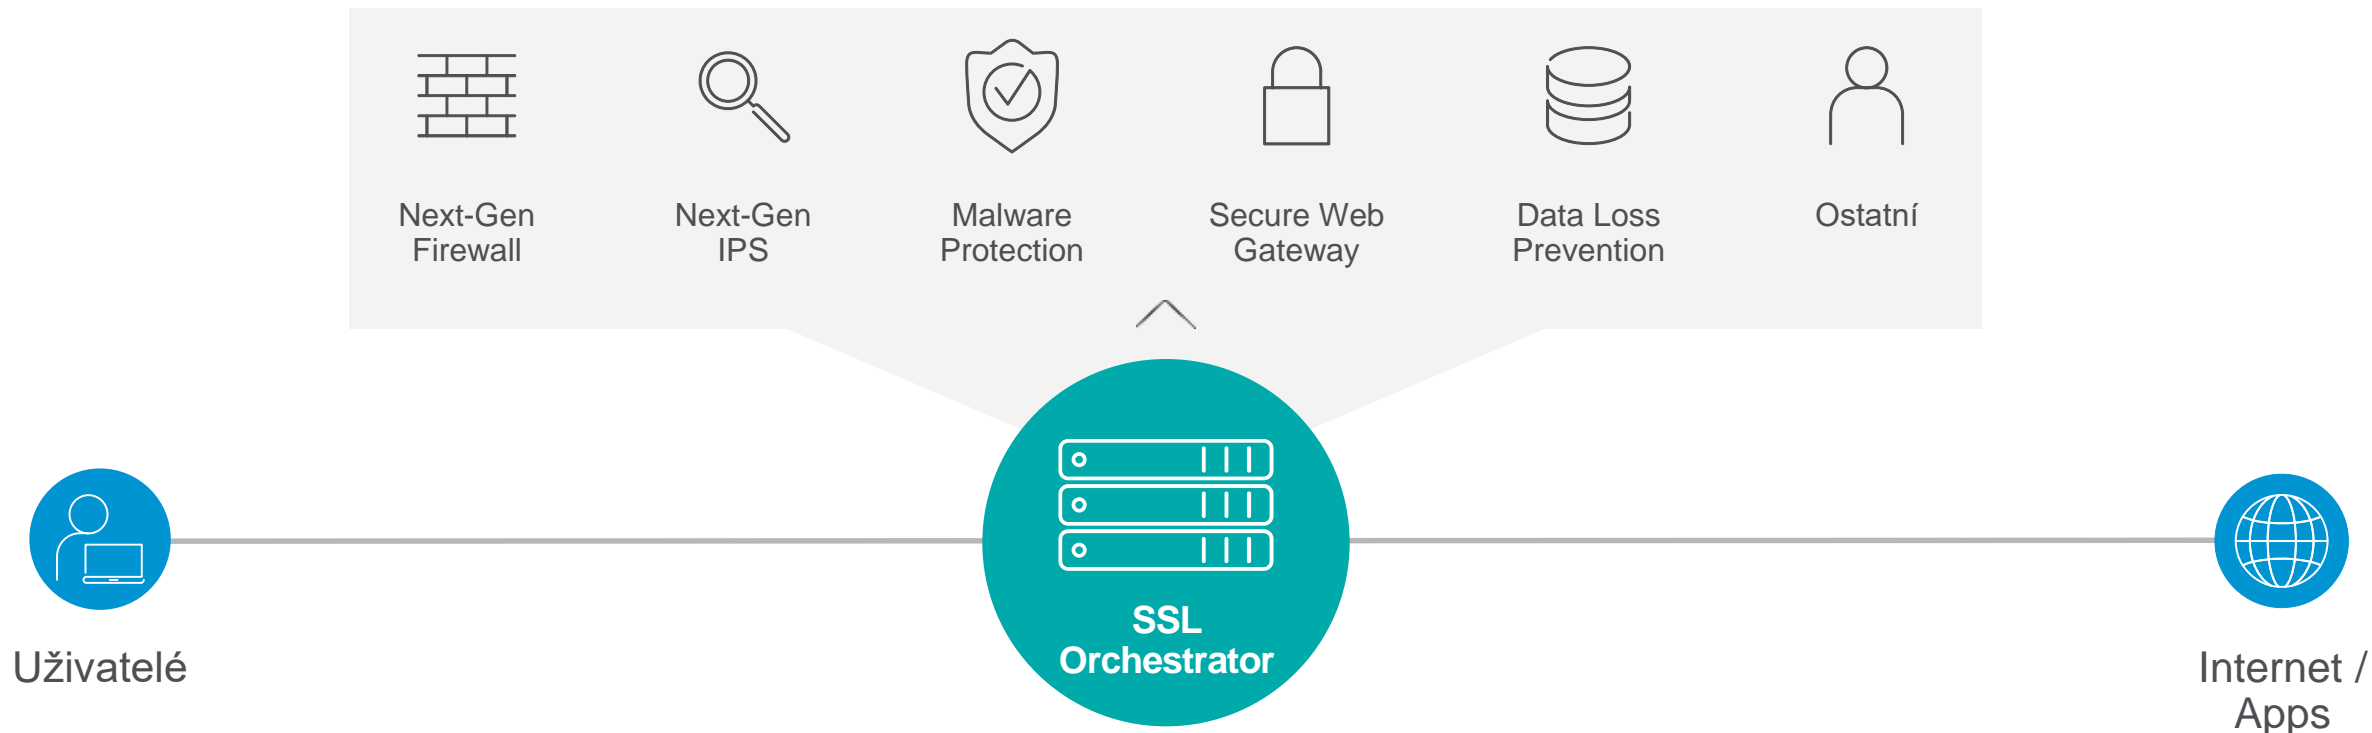 Next-Gen
Firewall
Next-Gen
IPS
Malware
Protection
Secure Web
Gateway
Data Loss
Prevention
Ostatní
SSL
Orchestrator
Uživatelé
Internet /
Apps